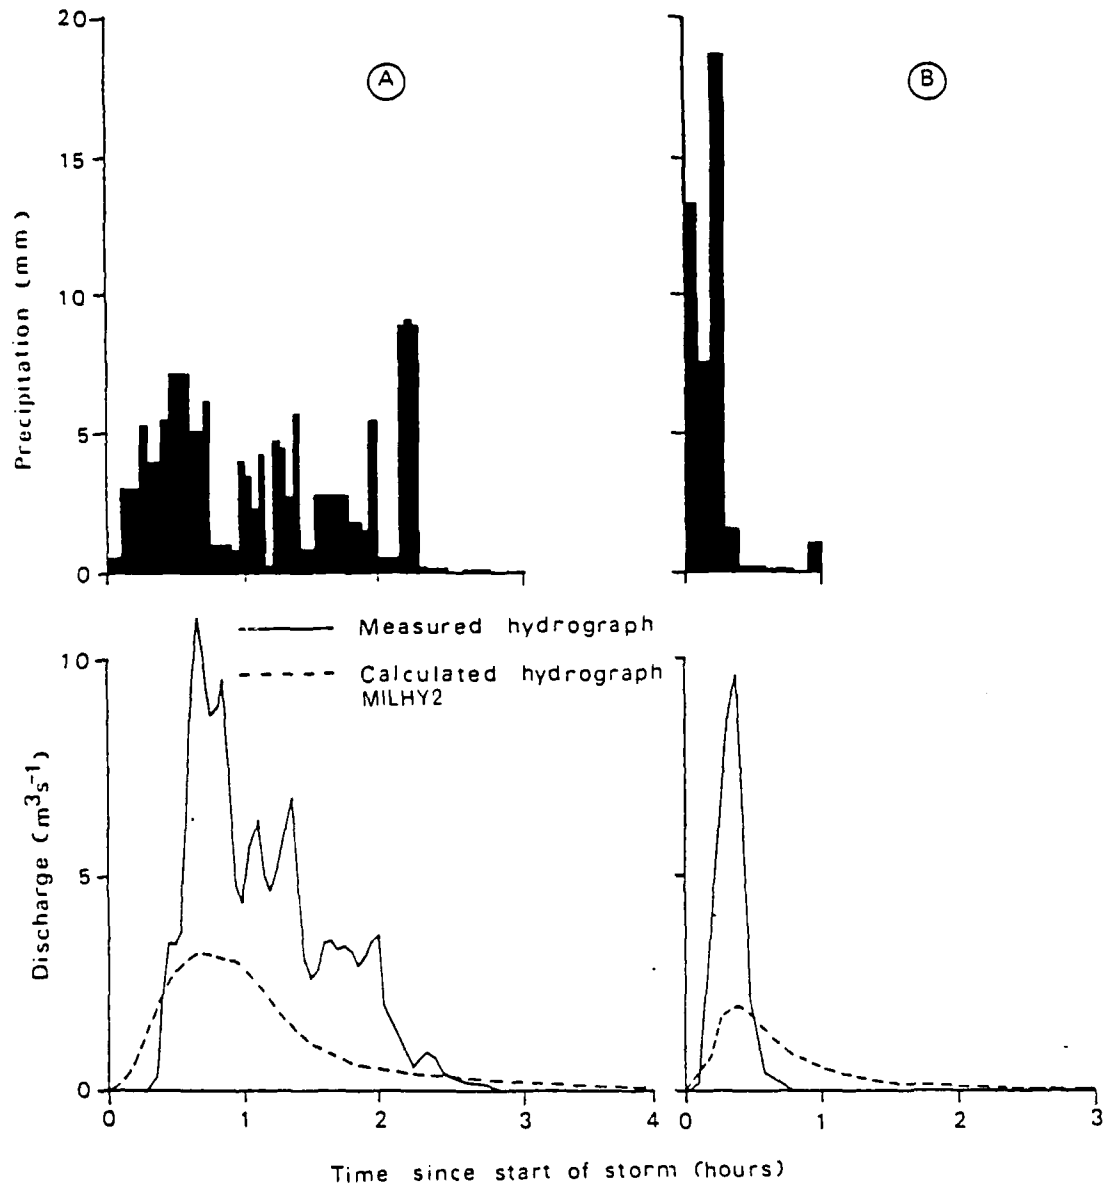 20
15
10
5
0
Precipitation (mm)
A
B
Measured hydrograph
Calculated hydrograph
MILHY2
10
5
0
Discharge (m³s⁻¹)
0 1 2 3 4
0 1 2 3
Time since start of storm (hours)